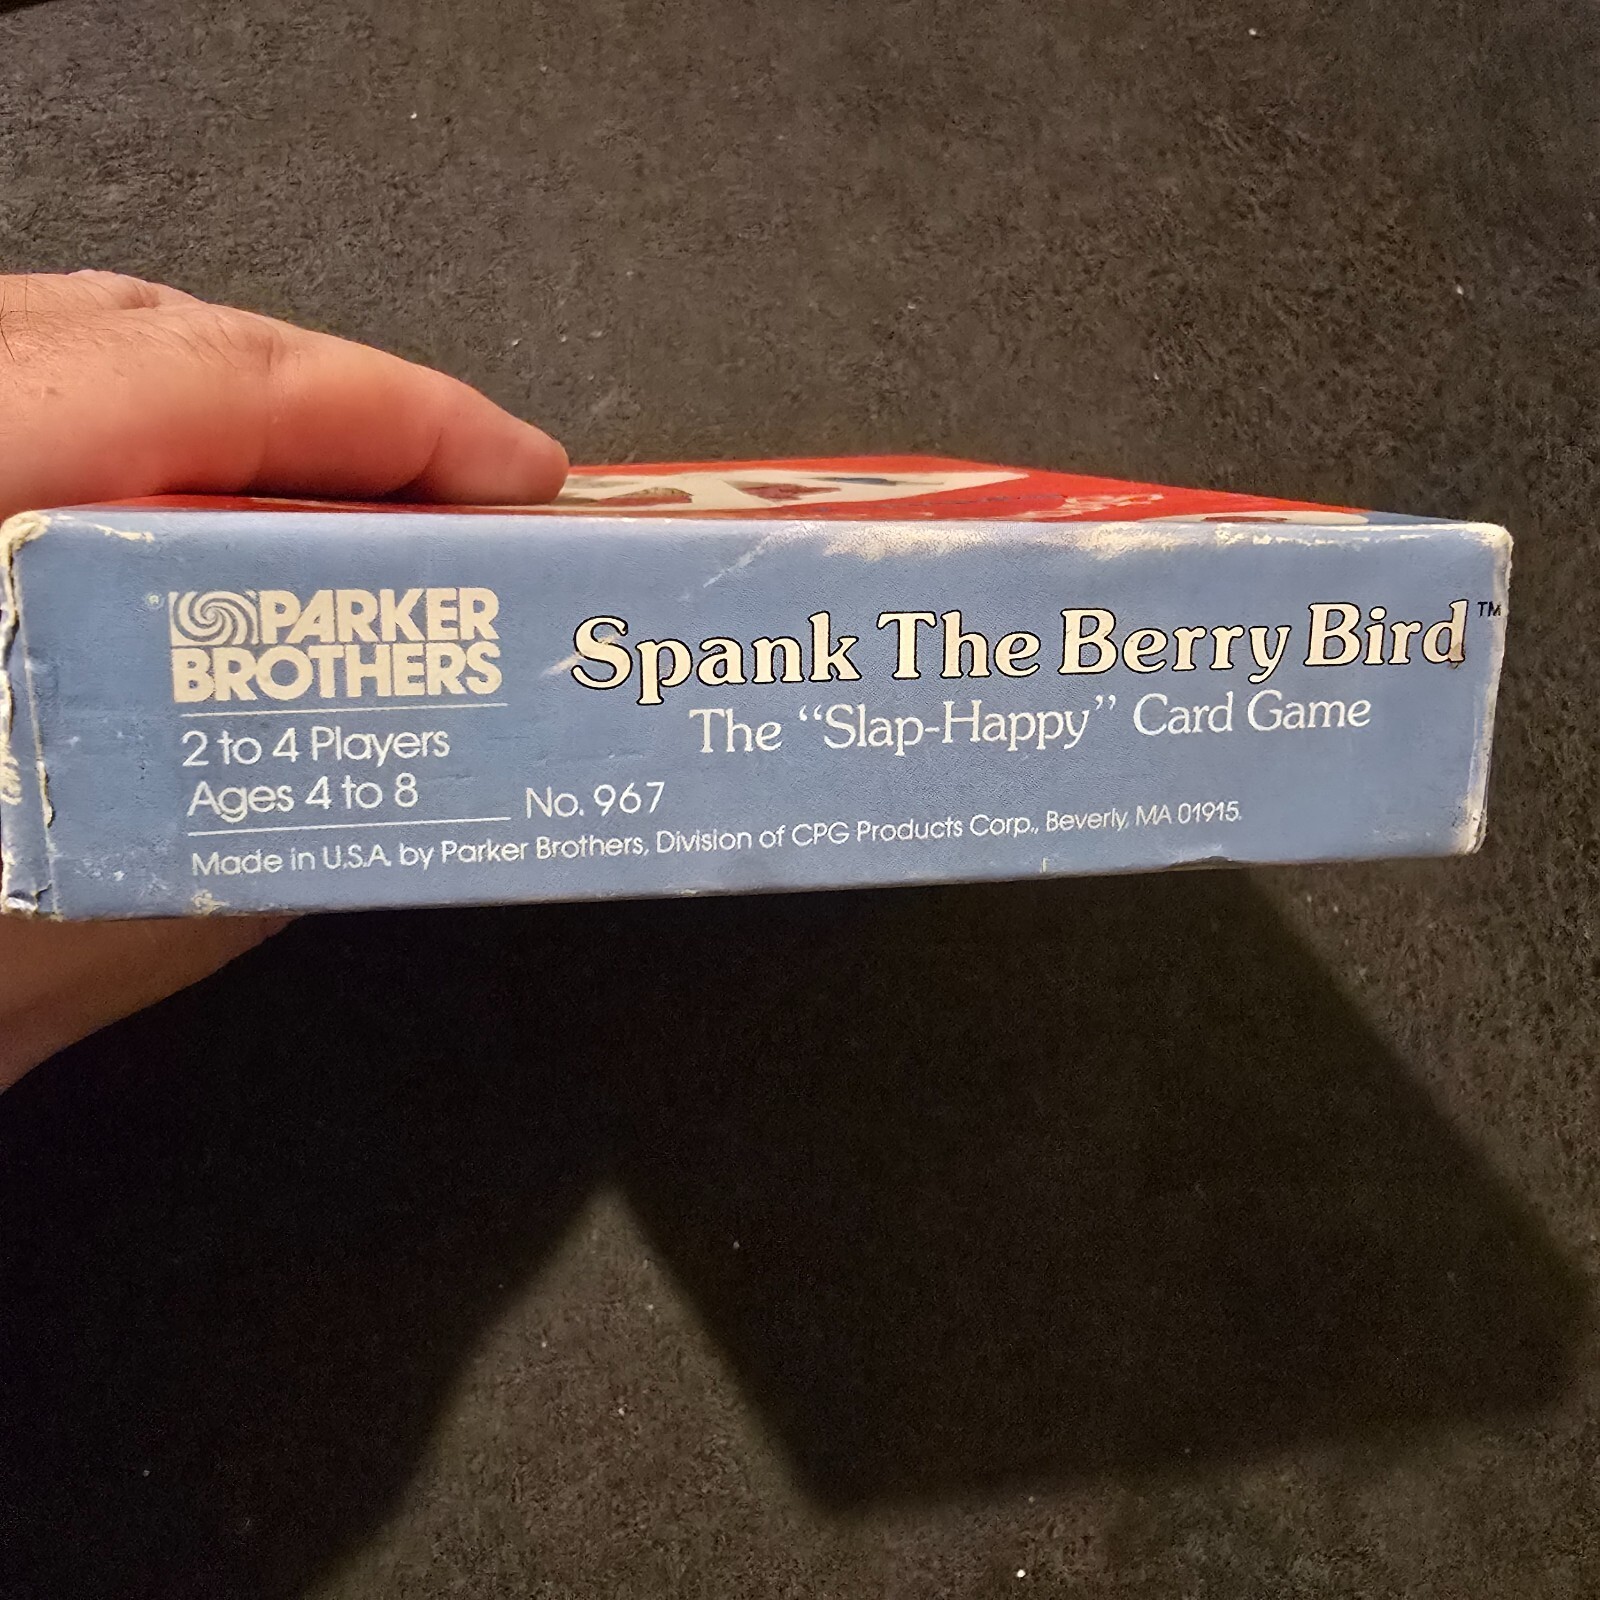 ® PARKER
BROTHERS
2 to 4 Players
Ages 4 to 8
Spank The Berry Bird™
The “Slap-Happy” Card Game
No. 967
Made in U.S.A. by Parker Brothers, Division of CPG Products Corp., Beverly, MA 01915.